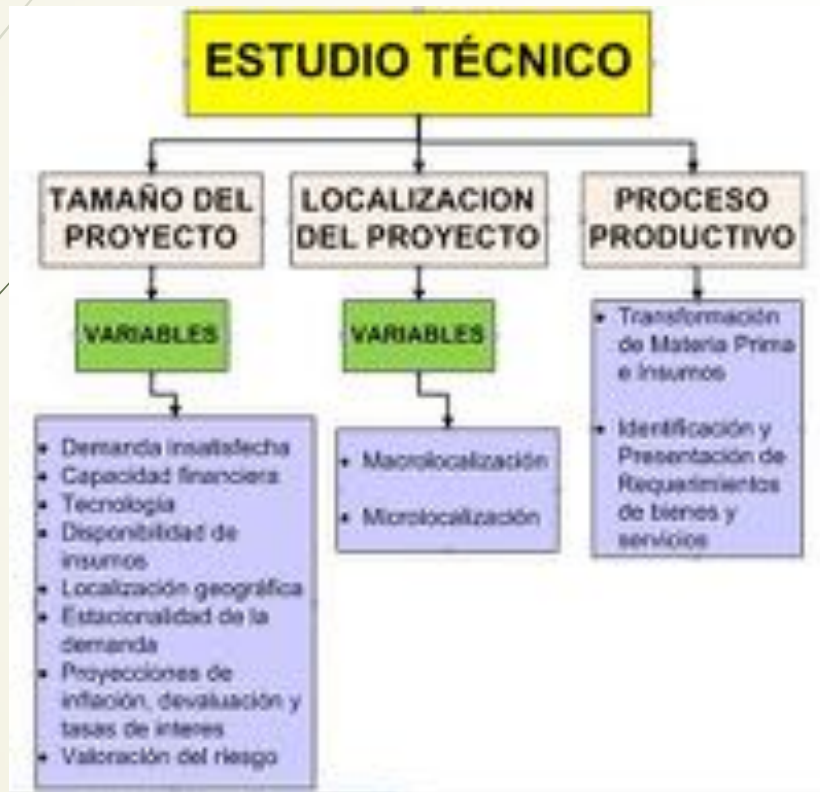 ESTUDIO TÉCNICO
TAMAÑO DEL
PROYECTO
VARIABLES
• Demanda insatisfecha
• Capacidad financiera
• Tecnología
• Disponibilidad de
insumos
• Localización geográfica
• Estacionalidad de la
demanda
• Proyecciones de
inflación, devaluación y
tasas de interes
• Valoración del riesgo
LOCALIZACION
DEL PROYECTO
VARIABLES
• Macrolocalización
• Microlocalización
PROCESO
PRODUCTIVO
• Transformación
de Materia Prima
e Insumos
• Identificación y
Presentación de
Requerimientos
de bienes y
servicios